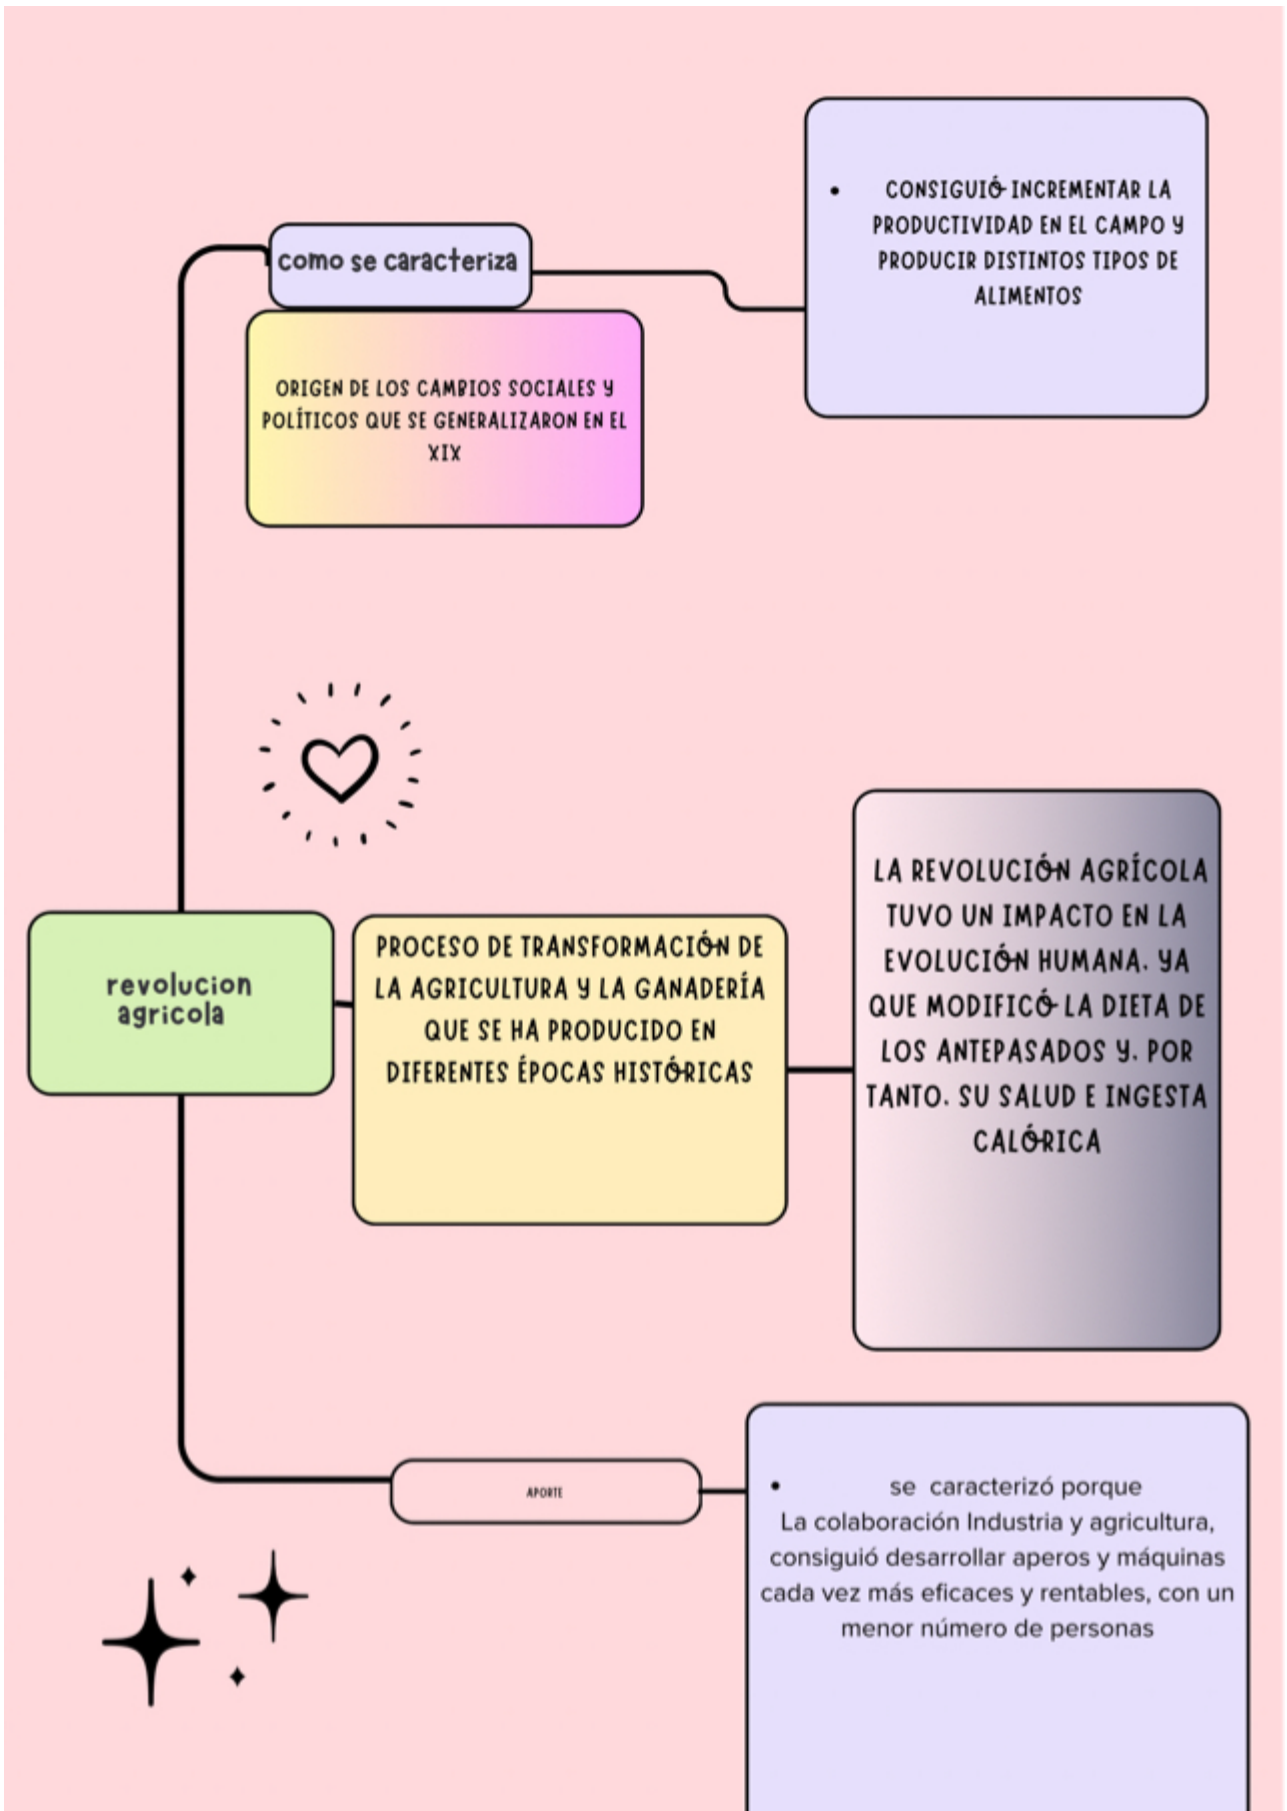 como se caracteriza
ORIGEN DE LOS CAMBIOS SOCIALES Y
POLÍTICOS QUE SE GENERALIZARON EN EL
XIX
• CONSIGUIÓ INCREMENTAR LA
PRODUCTIVIDAD EN EL CAMPO Y
PRODUCIR DISTINTOS TIPOS DE
ALIMENTOS
revolucion
agricola
PROCESO DE TRANSFORMACIÓN DE
LA AGRICULTURA Y LA GANADERÍA
QUE SE HA PRODUCIDO EN
DIFERENTES ÉPOCAS HISTÓRICAS
LA REVOLUCIÓN AGRÍCOLA
TUVO UN IMPACTO EN LA
EVOLUCIÓN HUMANA. YA
QUE MODIFICÓ LA DIETA DE
LOS ANTEPASADOS Y. POR
TANTO. SU SALUD E INGESTA
CALÓRICA
APORTE
• se caracterizó porque
La colaboración Industria y agricultura,
consiguió desarrollar aperos y máquinas
cada vez más eficaces y rentables, con un
menor número de personas